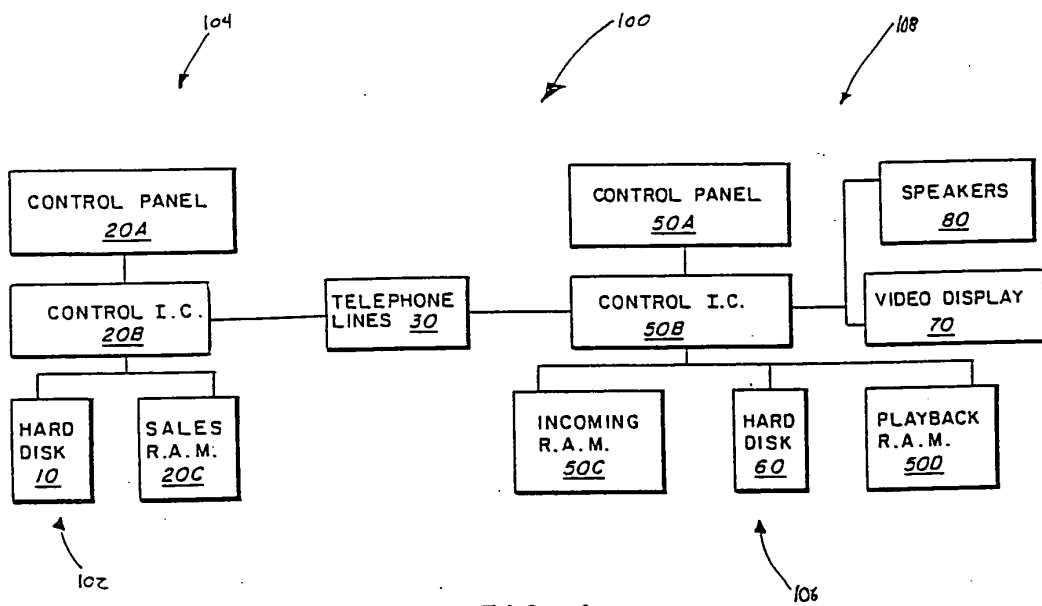 104
100
108
CONTROL PANEL
20A
CONTROL PANEL
50A
SPEAKERS
80
CONTROL I.C.
20B
TELEPHONE
LINES 30
CONTROL I.C.
50B
VIDEO DISPLAY
70
HARD
DISK
10
SALES
R.A.M.
20C
INCOMING
R.A.M.
50C
HARD
DISK
60
PLAYBACK
R.A.M.
50D
102
106